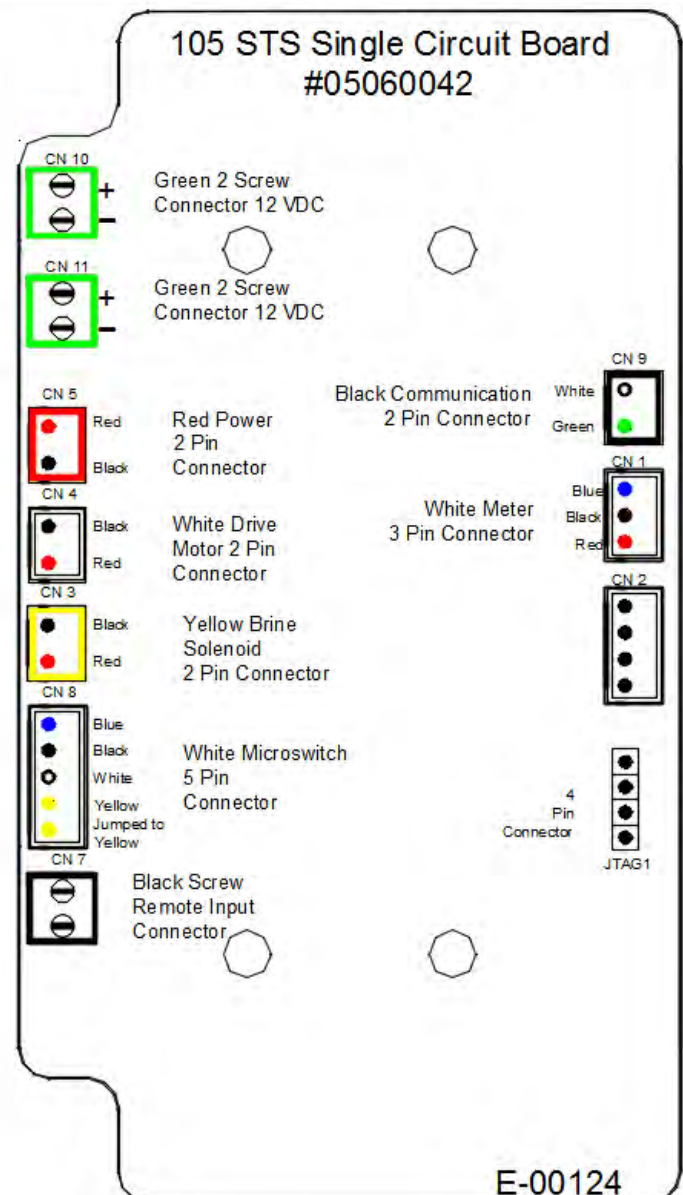 105 STS Single Circuit Board
#05060042
CN 10
+
−
Green 2 Screw
Connector 12 VDC
CN 11
+
−
Green 2 Screw
Connector 12 VDC
CN 5
Red
Black
Red Power
2 Pin
Connector
CN 4
Black
Red
White Drive
Motor 2 Pin
Connector
CN 3
Black
Red
Yellow Brine
Solenoid
2 Pin Connector
CN 8
Blue
Black
White
Yellow
Jumped to
Yellow
White Microswitch
5 Pin
Connector
CN 7
Black Screw
Remote Input
Connector
CN 9
Black Communication
2 Pin Connector
White
Green
CN 1
White Meter
3 Pin Connector
Blue
Black
Red
CN 2
4
Pin
Connector
JTAG1
E-00124